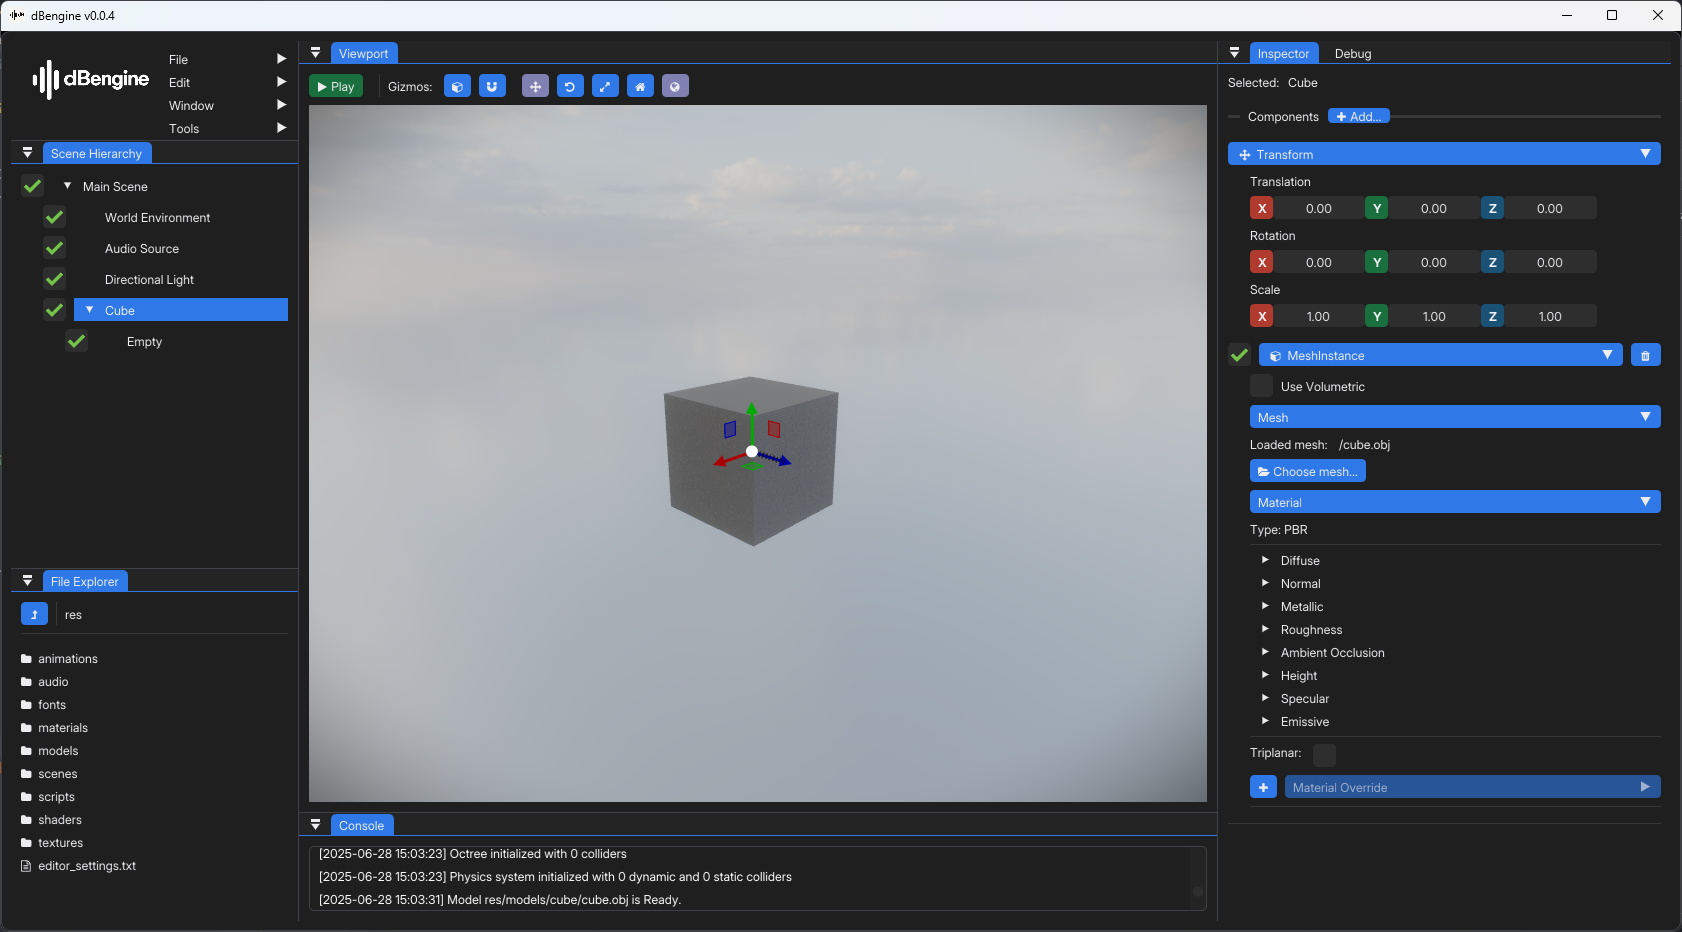 dBengine v0.0.4
dBengine
File
Edit
Window
Tools
Scene Hierarchy
Main Scene
World Environment
Audio Source
Directional Light
Cube
Empty
File Explorer
res
animations
audio
fonts
materials
models
scenes
scripts
shaders
textures
editor_settings.txt
Viewport
Play Gizmos:
Console
[2025-06-28 15:03:23] Octree initialized with 0 colliders
[2025-06-28 15:03:23] Physics system initialized with 0 dynamic and 0 static colliders
[2025-06-28 15:03:31] Model res/models/cube/cube.obj is Ready.
Inspector Debug
Selected: Cube
Components + Add...
Transform
Translation
X 0.00 Y 0.00 Z 0.00
Rotation
X 0.00 Y 0.00 Z 0.00
Scale
X 1.00 Y 1.00 Z 1.00
MeshInstance
Use Volumetric
Mesh
Loaded mesh: /cube.obj
Choose mesh...
Material
Type: PBR
Diffuse
Normal
Metallic
Roughness
Ambient Occlusion
Height
Specular
Emissive
Triplanar:
+ Material Override